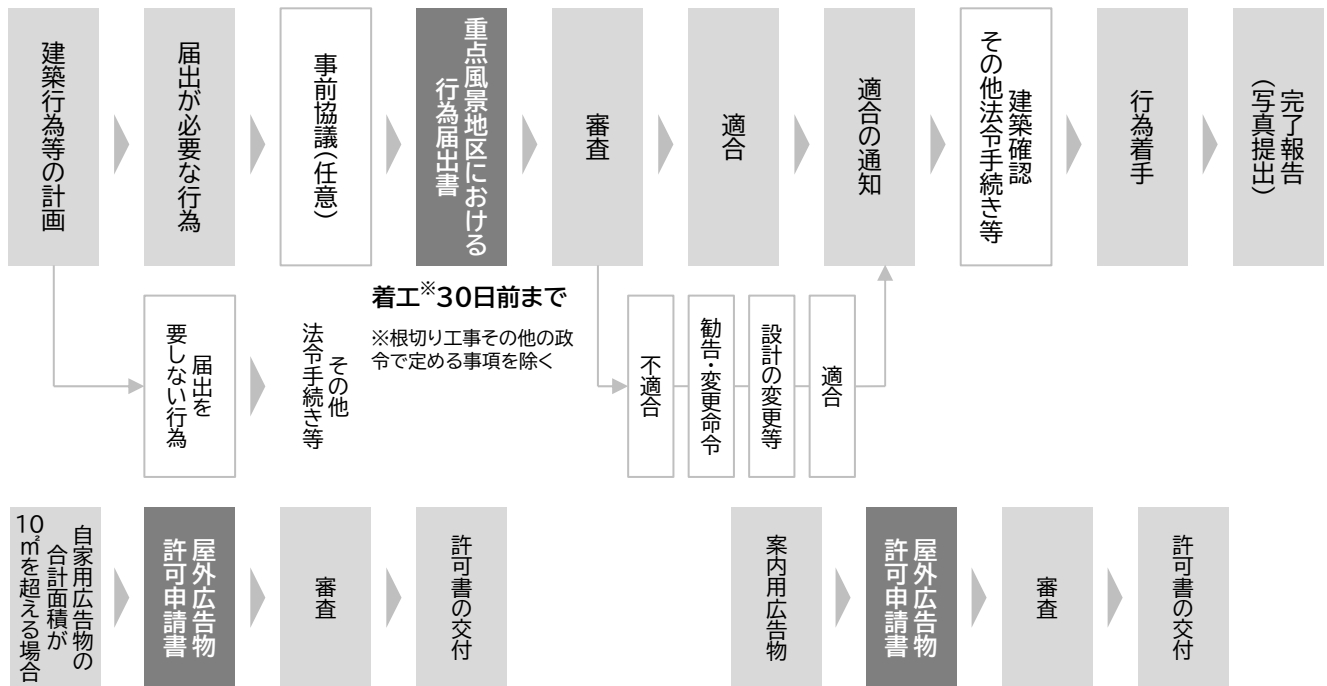 建築行為等の計画
届出が必要な行為
事前協議(任意)
重点風景地区における
行為届出書
審査
適合
適合の通知
建築確認
その他法令手続き等
行為着手
完了報告
(写真提出)
着工※30日前まで
※根切り工事その他の政
令で定める事項を除く
届出を
要しない行為
その他
法令手続き等
不適合
勧告・変更命令
設計の変更等
適合
自家用広告物の
合計面積が
10㎡を超える場合
屋外広告物
許可申請書
審査
許可書の交付
案内用広告物
屋外広告物
許可申請書
審査
許可書の交付